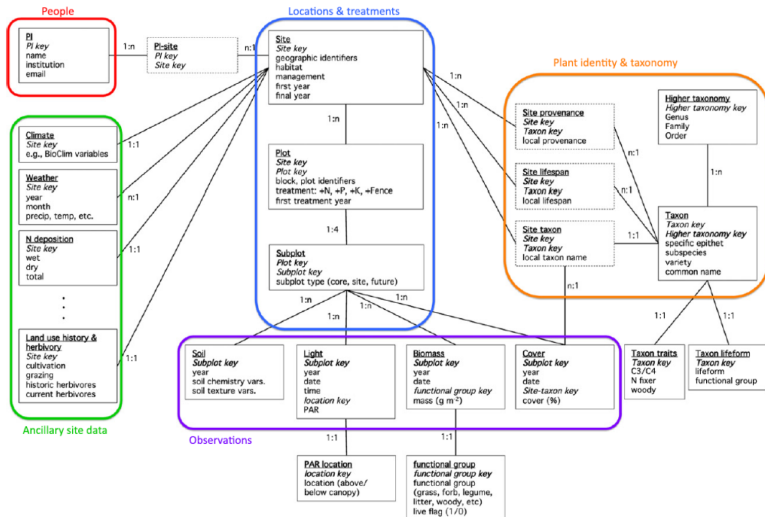 People
PI
PI key
name
institution
email
1:n
PI-site
PI key
Site key
n:1
Locations & treatments
Site
Site key
geographic identifiers
habitat
management
first year
final year
1:n
Plot
Site key
Plot key
block, plot identifiers
treatment: +N, +P, +K, +Fence
first treatment year
1:4
Subplot
Plot key
Subplot key
subplot type (core, site, future)
1:n
1:n
1:n
1:n
Plant identity & taxonomy
1:n
1:n
1:n
Site provenance
Site key
Taxon key
local provenance
n:1
Site lifespan
Site key
Taxon key
local lifespan
n:1
Site taxon
Site key
Taxon key
local taxon name
1:1
n:1
Higher taxonomy
Higher taxonomy key
Genus
Family
Order
1:n
Taxon
Taxon key
Higher taxonomy key
specific epithet
subspecies
variety
common name
1:1
1:1
Taxon traits
Taxon key
C3/C4
N fixer
woody
Taxon lifeform
Taxon key
lifeform
functional group
Climate
Site key
e.g., BioClim variables
1:1
Weather
Site key
year
month
precip, temp, etc.
n:1
N deposition
Site key
wet
dry
total
1:1
Land use history &
herbivory
Site key
cultivation
grazing
historic herbivores
current herbivores
1:1
Ancillary site data
Soil
Subplot key
year
soil chemistry vars.
soil texture vars.
Light
Subplot key
year
date
time
location key
PAR
Biomass
Subplot key
year
date
functional group key
mass (g m⁻²)
Cover
Subplot key
year
date
Site-taxon key
cover (%)
Observations
1:1
1:1
PAR location
location key
location (above/
below canopy)
functional group
functional group key
functional group
(grass, forb, legume,
litter, woody, etc)
live flag (1/0)